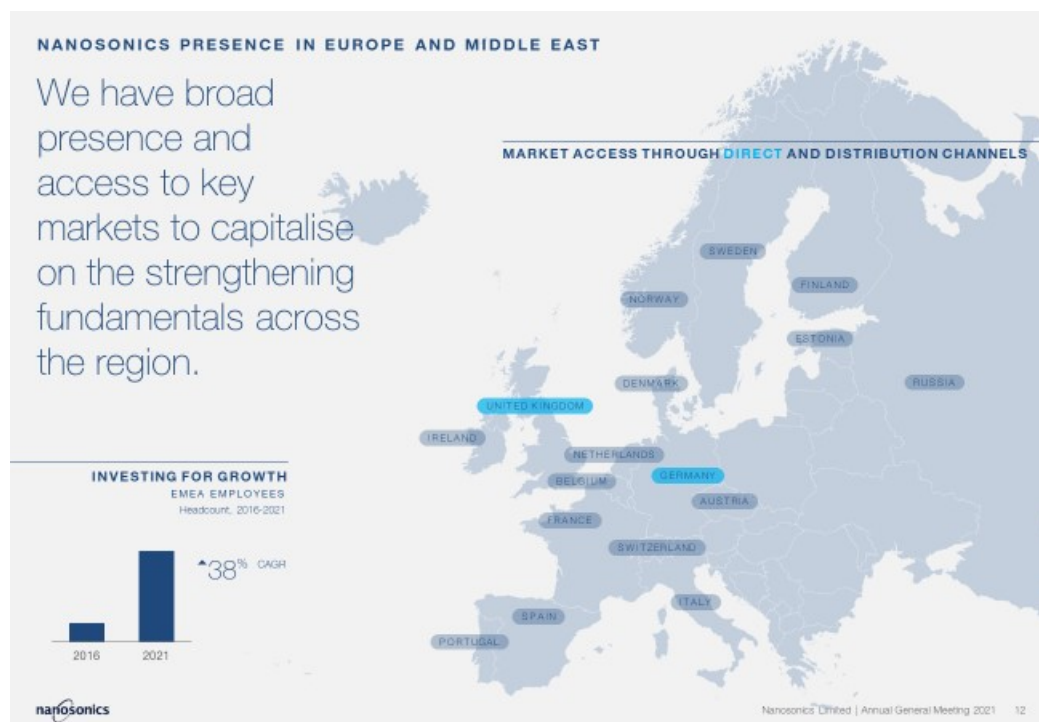 NANOSONICS PRESENCE IN EUROPE AND MIDDLE EAST
We have broad
presence and
access to key
markets to capitalise
on the strengthening
fundamentals across
the region.
MARKET ACCESS THROUGH DIRECT AND DISTRIBUTION CHANNELS
SWEDEN
FINLAND
NORWAY
ESTONIA
RUSSIA
DENMARK
UNITED KINGDOM
IRELAND
NETHERLANDS
GERMANY
BELGIUM
AUSTRIA
FRANCE
SWITZERLAND
ITALY
SPAIN
PORTUGAL
INVESTING FOR GROWTH
EMEA EMPLOYEES
Headcount, 2016-2021
38% CAGR
2016 2021
nanosonics
Nanosonics Limited | Annual General Meeting 2021 12